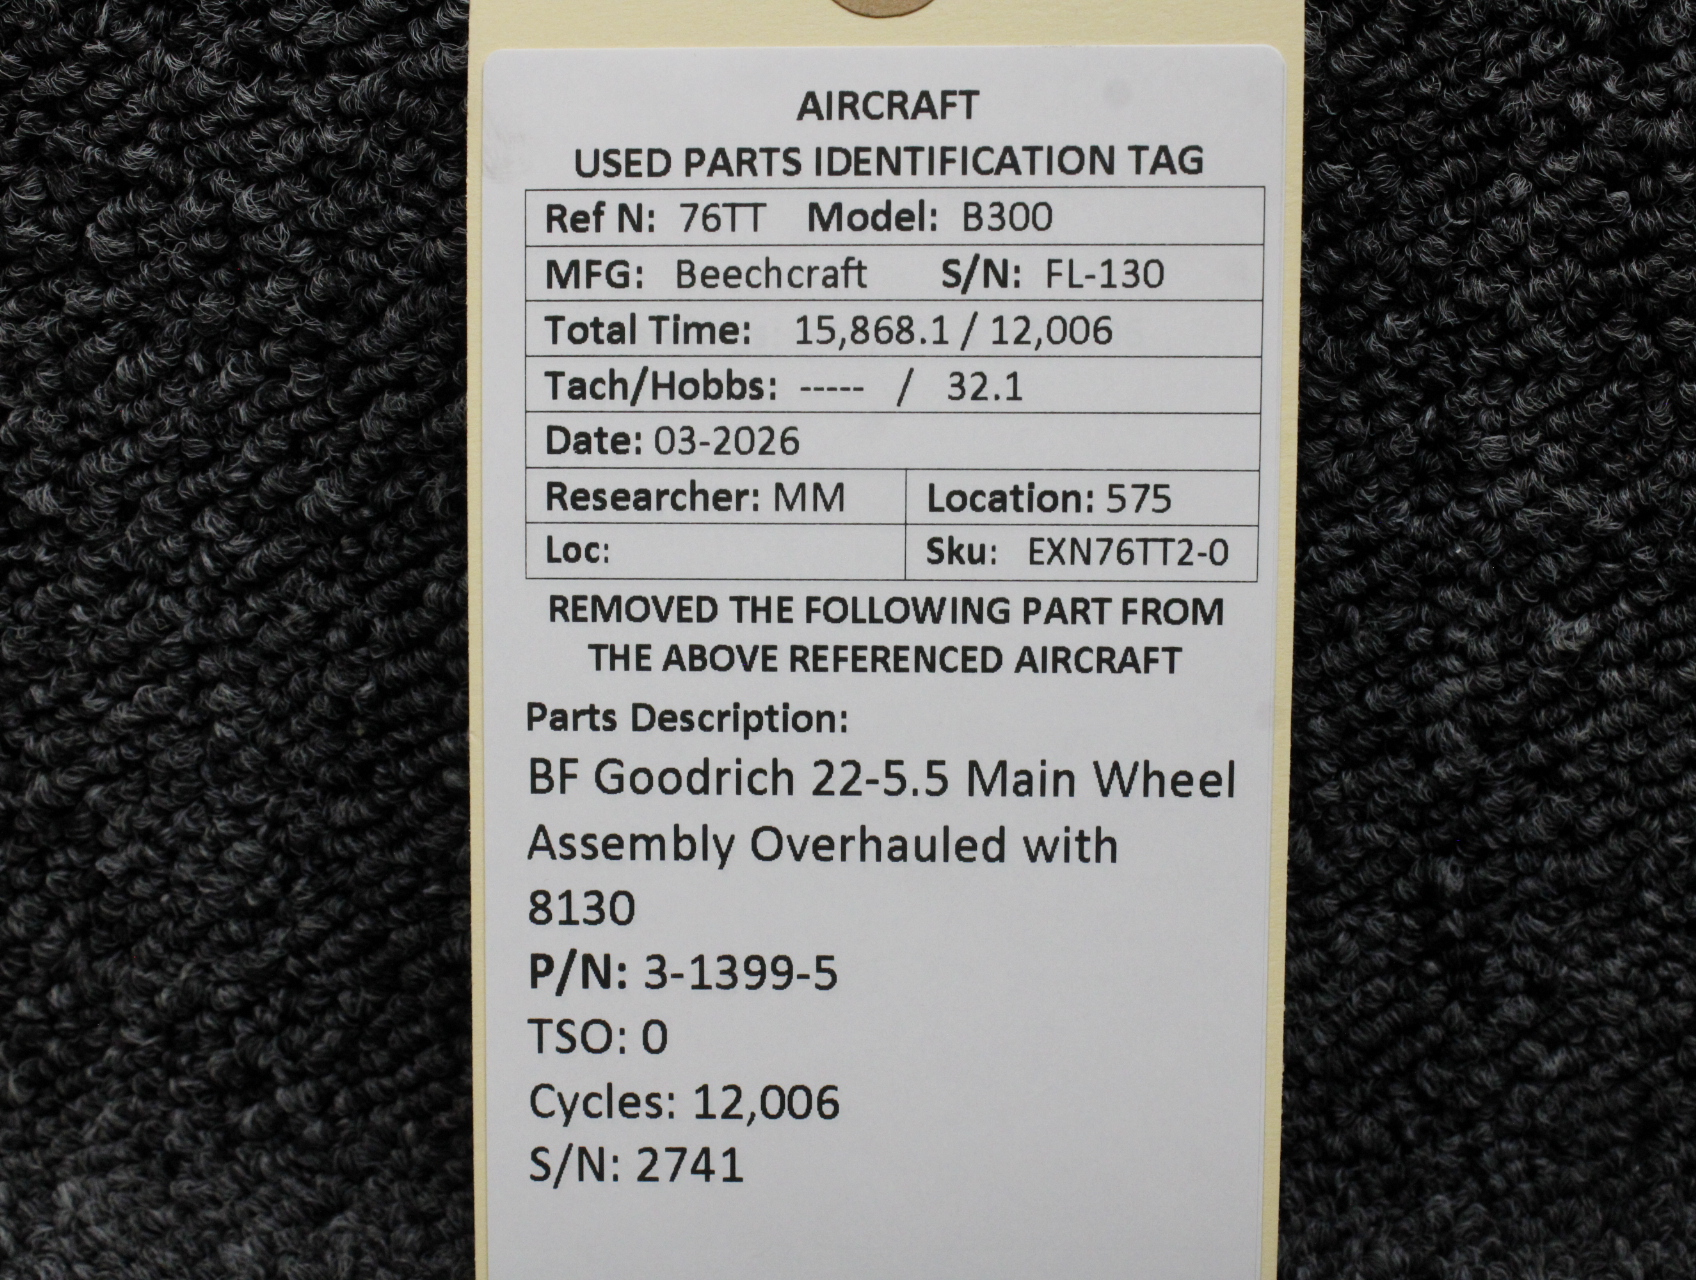 AIRCRAFT
USED PARTS IDENTIFICATION TAG
Ref N: 76TT Model: B300
MFG: Beechcraft S/N: FL-130
Total Time: 15,868.1 / 12,006
Tach/Hobbs: ----- / 32.1
Date: 03-2026
Researcher: MM Location: 575
Loc: Sku: EXN76TT2-0
REMOVED THE FOLLOWING PART FROM
THE ABOVE REFERENCED AIRCRAFT
Parts Description:
BF Goodrich 22-5.5 Main Wheel
Assembly Overhauled with
8130
P/N: 3-1399-5
TSO: 0
Cycles: 12,006
S/N: 2741